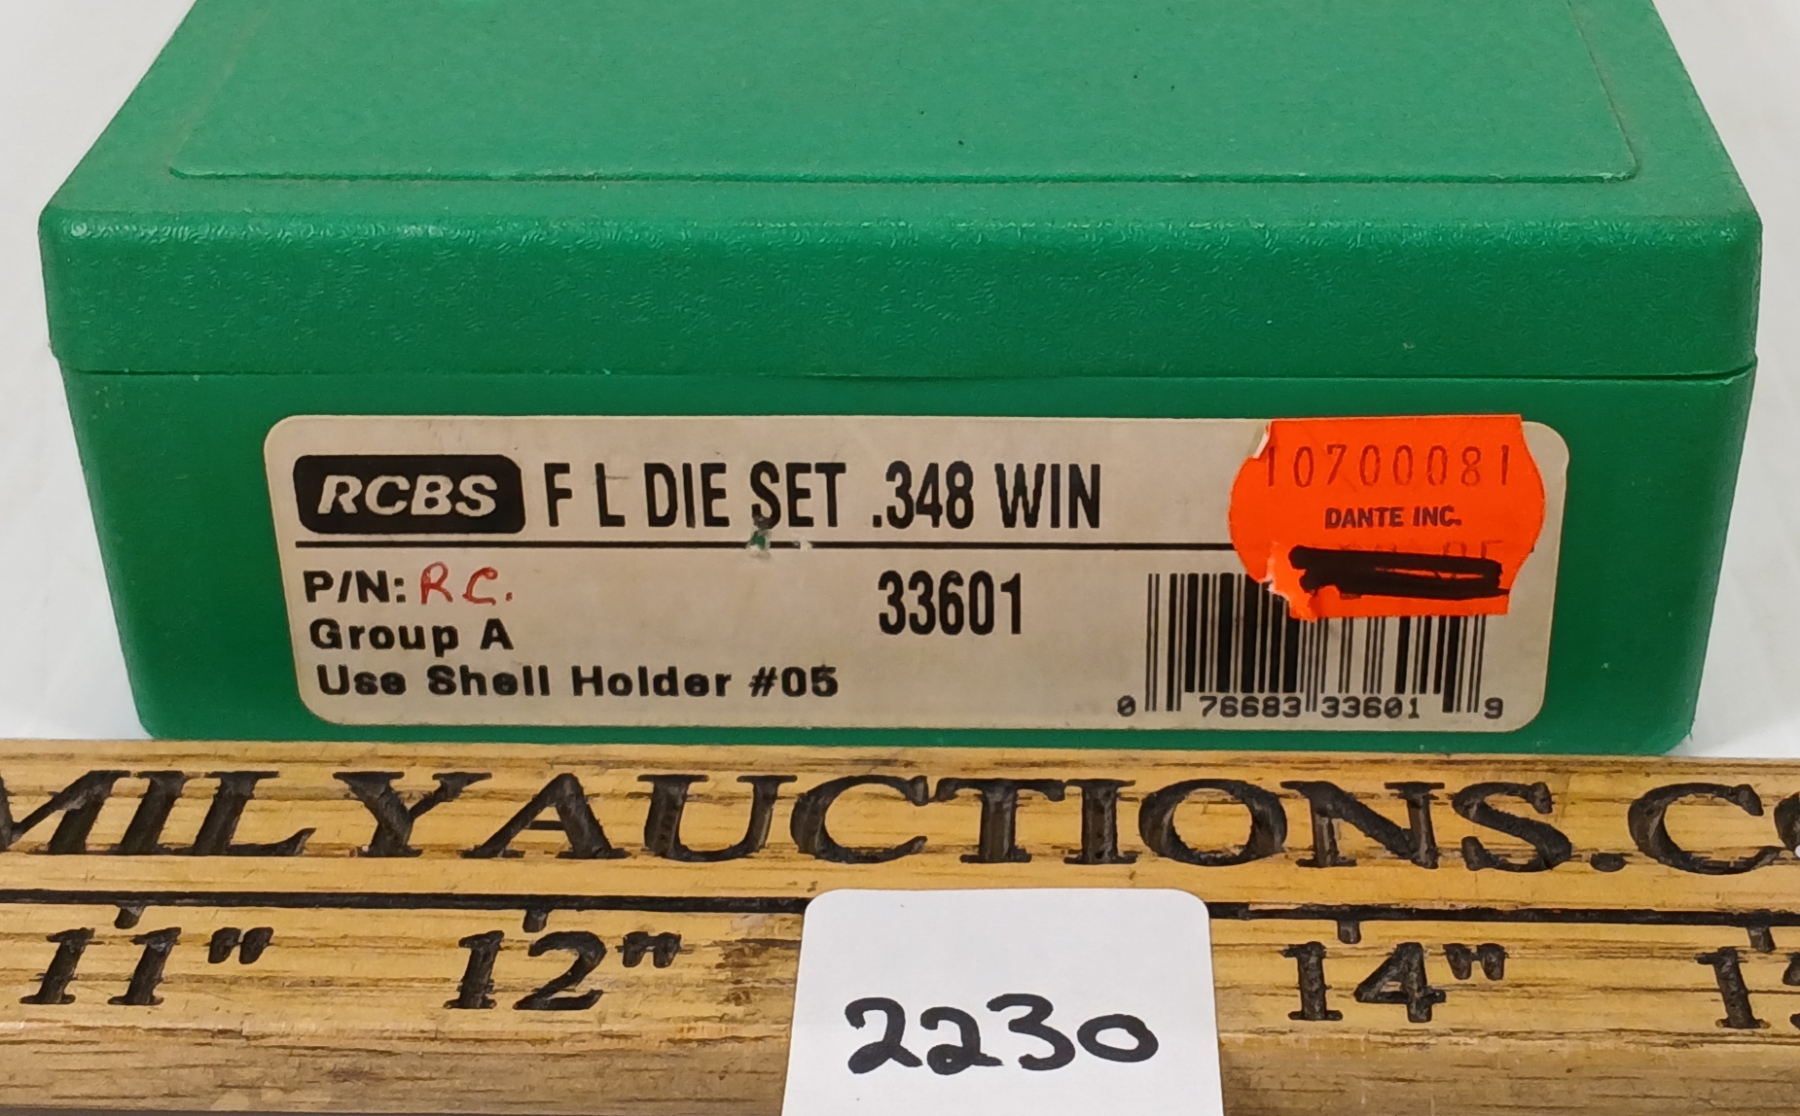 RCBS F L DIE SET .348 WIN
10700081
DANTE INC.
P/N: R.C.
33601
Group A
Use Shell Holder #05
0 76683 33601 9
MILYAUCTIONS.CO
11" 12" 14"
2230